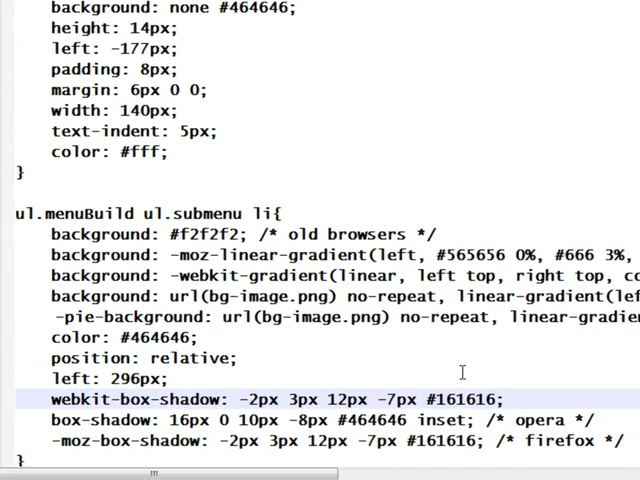 background: none #464646;
height: 14px;
left: -177px;
padding: 8px;
margin: 6px 0 0;
width: 140px;
text-indent: 5px;
color: #fff;
}
ul.menuBuild ul.submenu li{
background: #f2f2f2; /* old browsers */
background: -moz-linear-gradient(left, #565656 0%, #666 3%,
background: -webkit-gradient(linear, left top, right top, co
background: url(bg-image.png) no-repeat, linear-gradient(lef
-pie-background: url(bg-image.png) no-repeat, linear-gradien
color: #464646;
position: relative;
left: 296px;
webkit-box-shadow: -2px 3px 12px -7px #161616;
box-shadow: 16px 0 10px -8px #464646 inset; /* opera */
-moz-box-shadow: -2px 3px 12px -7px #161616; /* firefox */
}